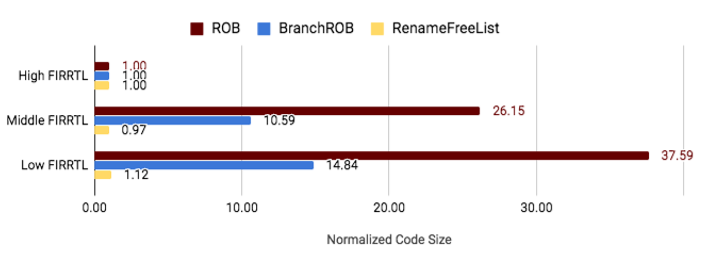 ROB BranchROB RenameFreeList
High FIRRTL 1.00
1.00
1.00
Middle FIRRTL 26.15
10.59
0.97
Low FIRRTL 37.59
14.84
1.12
0.00 10.00 20.00 30.00
Normalized Code Size